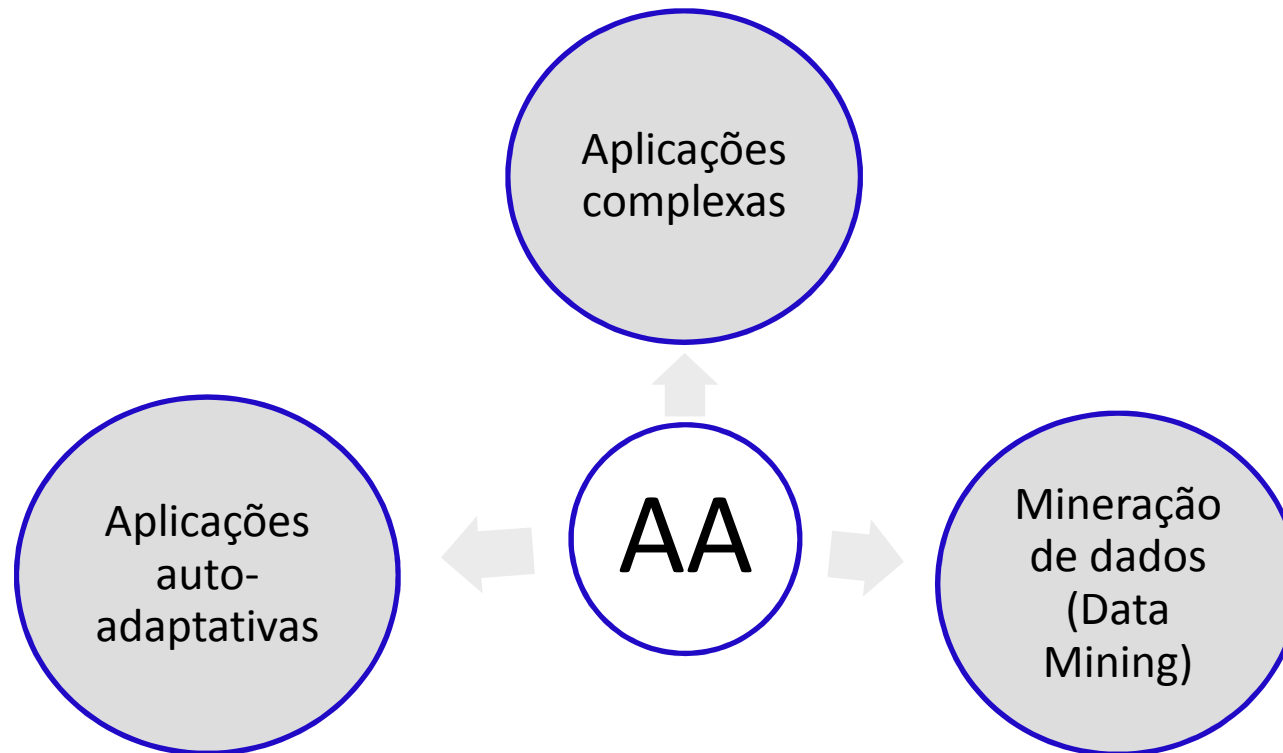 Aplicações
complexas
Aplicações
auto-
adaptativas
AA
Mineração
de dados
(Data
Mining)